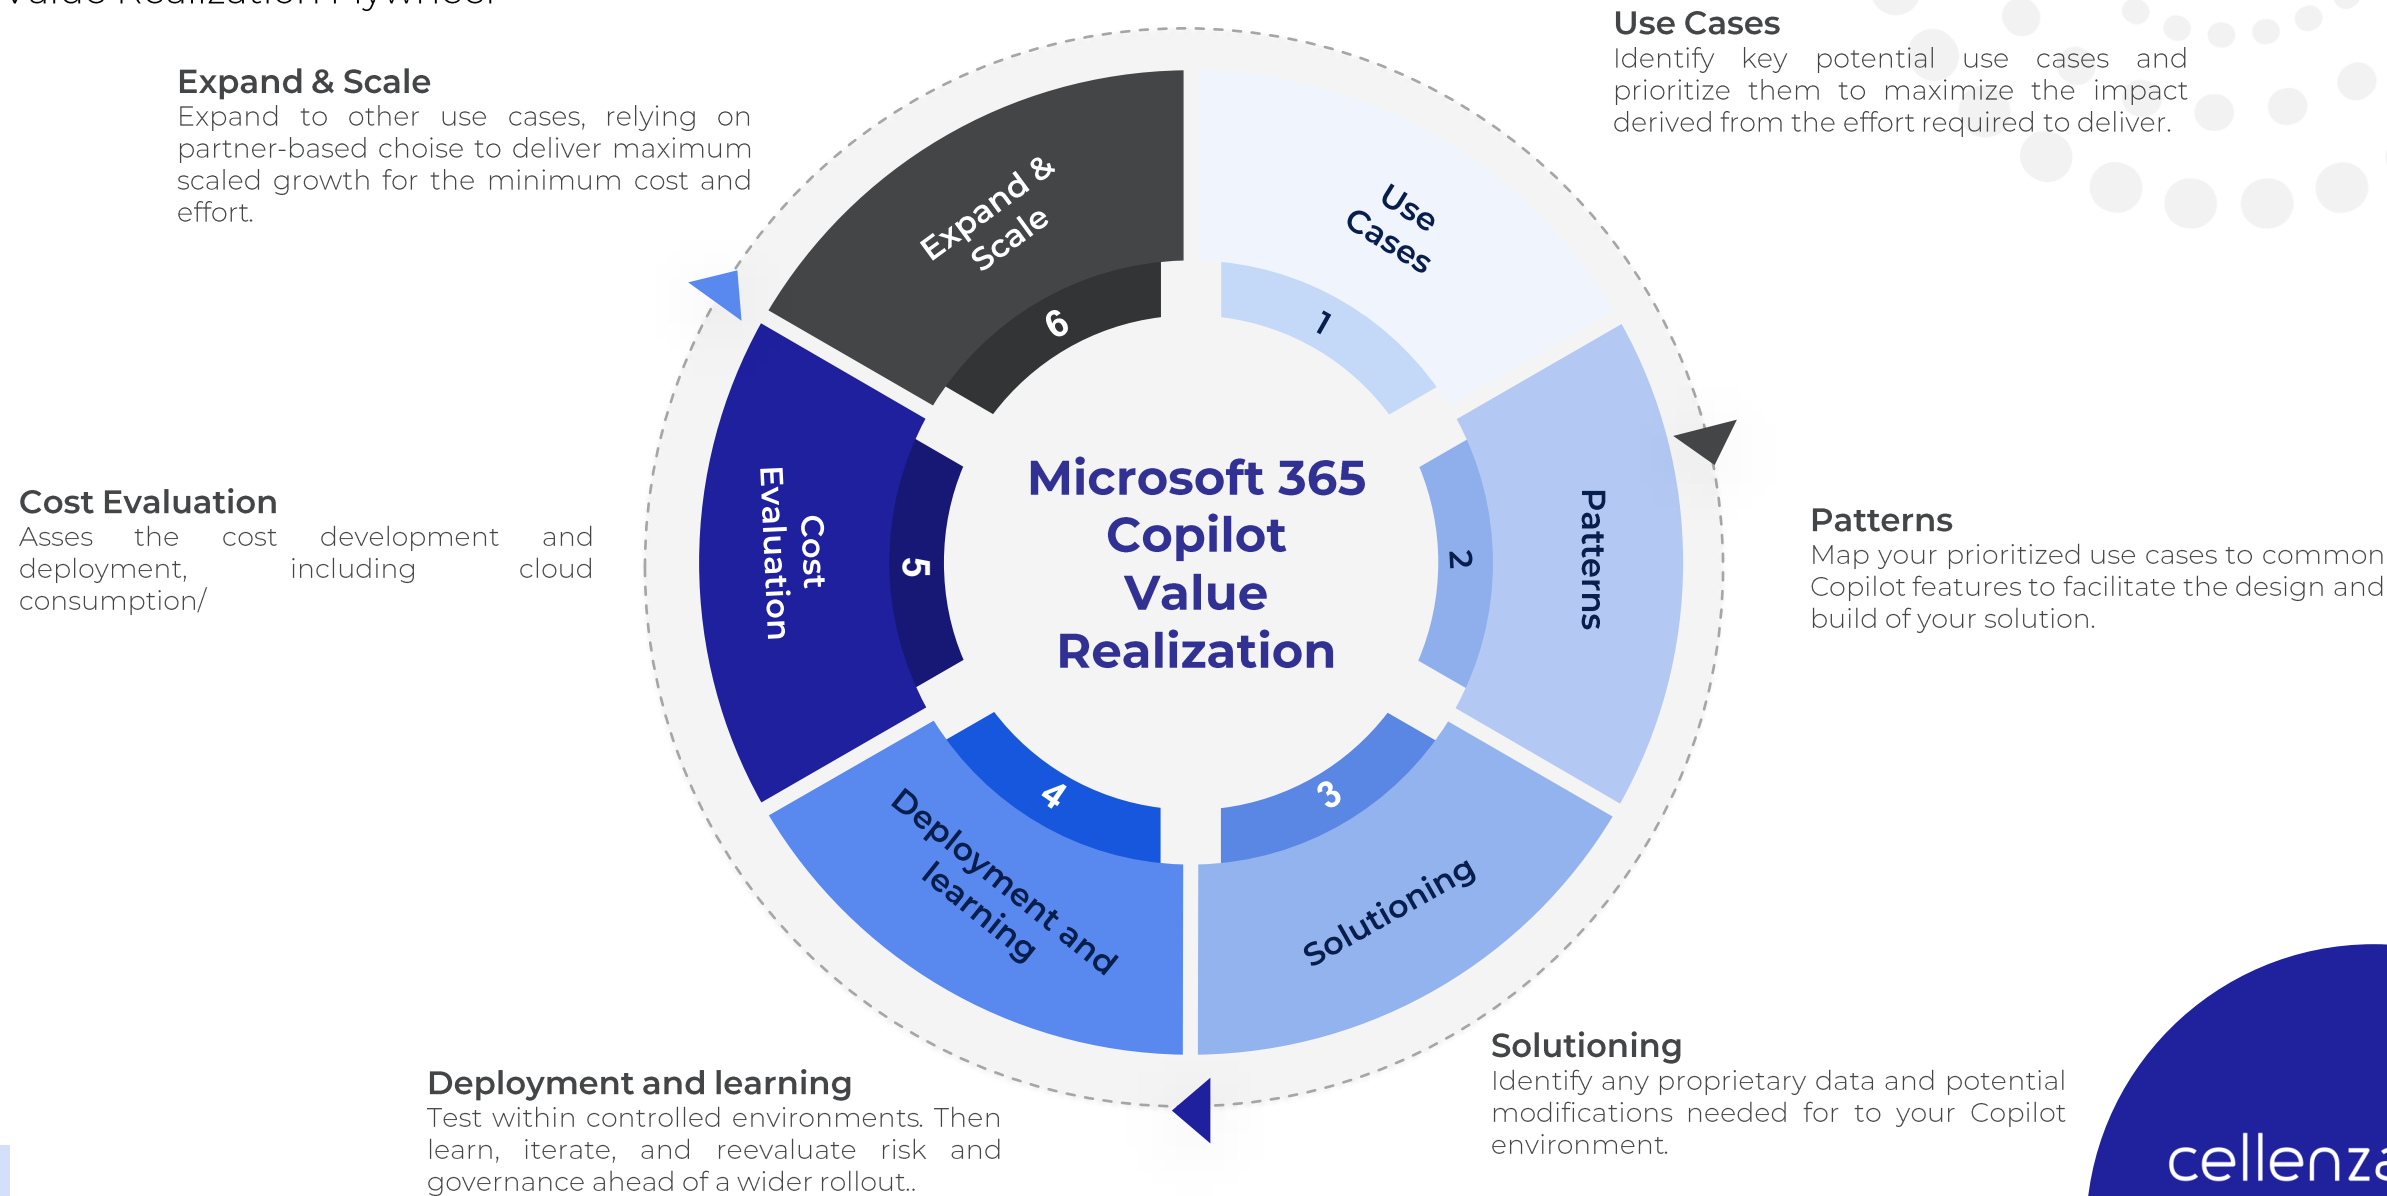 Value Realization Flywheel
Use Cases
Identify key potential use cases and
prioritize them to maximize the impact
derived from the effort required to deliver.
Expand & Scale
Expand to other use cases, relying on
partner-based choise to deliver maximum
scaled growth for the minimum cost and
effort.
Expand &
Scale
6
Use
Cases
1
Cost Evaluation
Asses the cost development and
deployment, including cloud
consumption/
Cost
Evaluation
5
Microsoft 365
Copilot
Value
Realization
2
Patterns
Patterns
Map your prioritized use cases to common
Copilot features to facilitate the design and
build of your solution.
4
Deployment and
learning
3
Solutioning
Solutioning
Identify any proprietary data and potential
modifications needed for to your Copilot
environment.
Deployment and learning
Test within controlled environments. Then
learn, iterate, and reevaluate risk and
governance ahead of a wider rollout..
cellenza